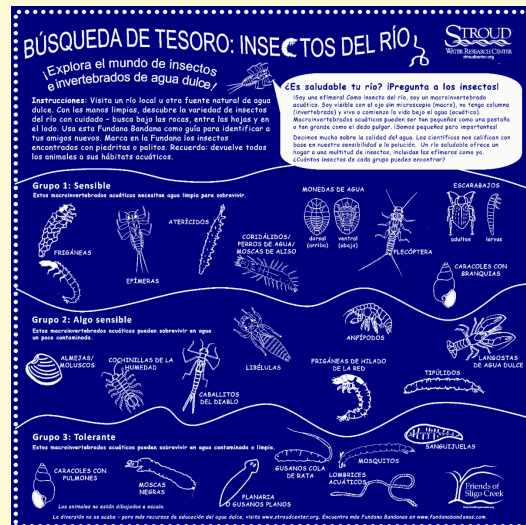 BÚSQUEDA DE TESORO: INSECTOS DEL RÍO
STROUD
WATER RESEARCH CENTER
stroudcenter.org
¡Explora el mundo de insectos
e invertebrados de agua dulce!
Instrucciones: Visita un río local u otra fuente natural de agua
dulce. Con las manos limpias, descubre la variedad de insectos
del río con cuidado - busca bajo las rocas, entre las hojas y en
el lodo. Usa esta Fundana Bandana como guía para identificar a
tus amigos nuevos. Marca en la Fundana los insectos
encontrados con piedritas o palitos. Recuerda: devuelve todos
los animales a sus hábitats acuáticos.
¿Es saludable tu río? ¡Pregunta a los insectos!
¡Soy una efímera! Como insecto del río, soy un macroinvertebrado
acuático. Soy visible con el ojo sin microscopio (macro), no tengo columna
(invertebrado) y vivo o comienzo la vida bajo el agua (acuático).
Macroinvertebrados acuáticos pueden ser tan pequeños como una pestaña
o tan grande como el dedo pulgar. ¡Somos pequeños pero importantes!
Decimos mucho sobre la calidad del agua. Los científicos nos califican con
base en nuestra sensibilidad a la polución. Un río saludable ofrece un
hogar a una multitud de insectos, incluidas las efímeras como yo.
¿Cuántos insectos de cada grupo puedes encontrar?
Grupo 1: Sensible
Estos macroinvertebrados acuáticos necesitan agua limpia para sobrevivir.
FRIGÁNEAS
EFÍMERAS
ATERÍCIDOS
CORIDÁLIDOS/
PERROS DE AGUA/
MOSCAS DE ALISO
MONEDAS DE AGUA
dorsal
(arriba)
ventral
(abajo)
PLECÓPTERA
ESCARABAJOS
adultos
larvas
CARACOLES CON
BRANQUIAS
Grupo 2: Algo sensible
Estos macroinvertebrados acuáticos pueden sobrevivir en agua
un poco contaminada.
ALMEJAS/
MOLUSCOS
COCHINILLAS DE LA
HUMEDAD
CABALLITOS
DEL DIABLO
LIBÉLULAS
ANFÍPODOS
FRIGÁNEAS DE HILADO
DE LA RED
TIPÚLIDOS
LANGOSTAS
DE AGUA DULCE
Grupo 3: Tolerante
Estos macroinvertebrados acuáticos pueden sobrevivir en agua contaminada o limpia.
CARACOLES CON
PULMONES
MOSCAS
NEGRAS
PLANARIA
GUSANOS PLANOS
GUSANOS COLA
DE RATA
MOSQUITOS
LOMBRICES
ACUÁTICOS
SANGUIJUELAS
Friends of
Sligo Creek
Los animales no están dibujados a escala.
La diversión no se acaba - para más recursos de educación del agua dulce, visita www.stroudcenter.org. Encuentra más Fundana Bandanas en www.fundanabandanas.com.